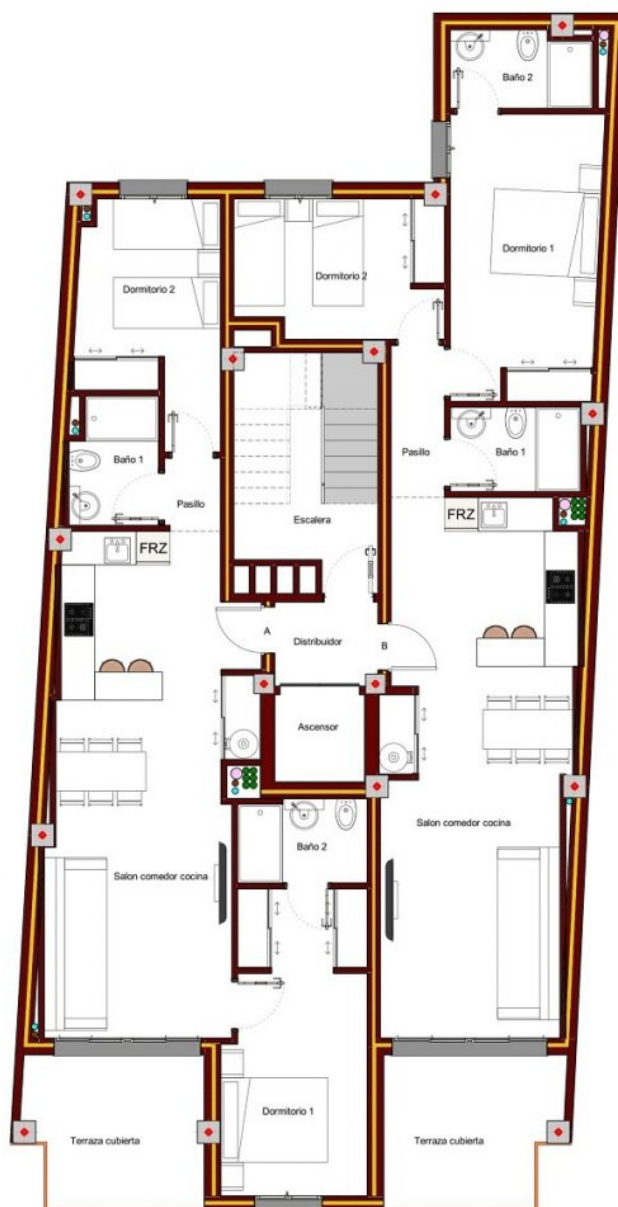 Baño 2
Dormitorio 1
Dormitorio 2
Dormitorio 2
Baño 1
Pasillo
Pasillo
Baño 1
FRZ
Escalera
FRZ
A
Distribuidor
B
Ascensor
Salon comedor cocina
Baño 2
Salon comedor cocina
Dormitorio 1
Terraza cubierta
Terraza cubierta